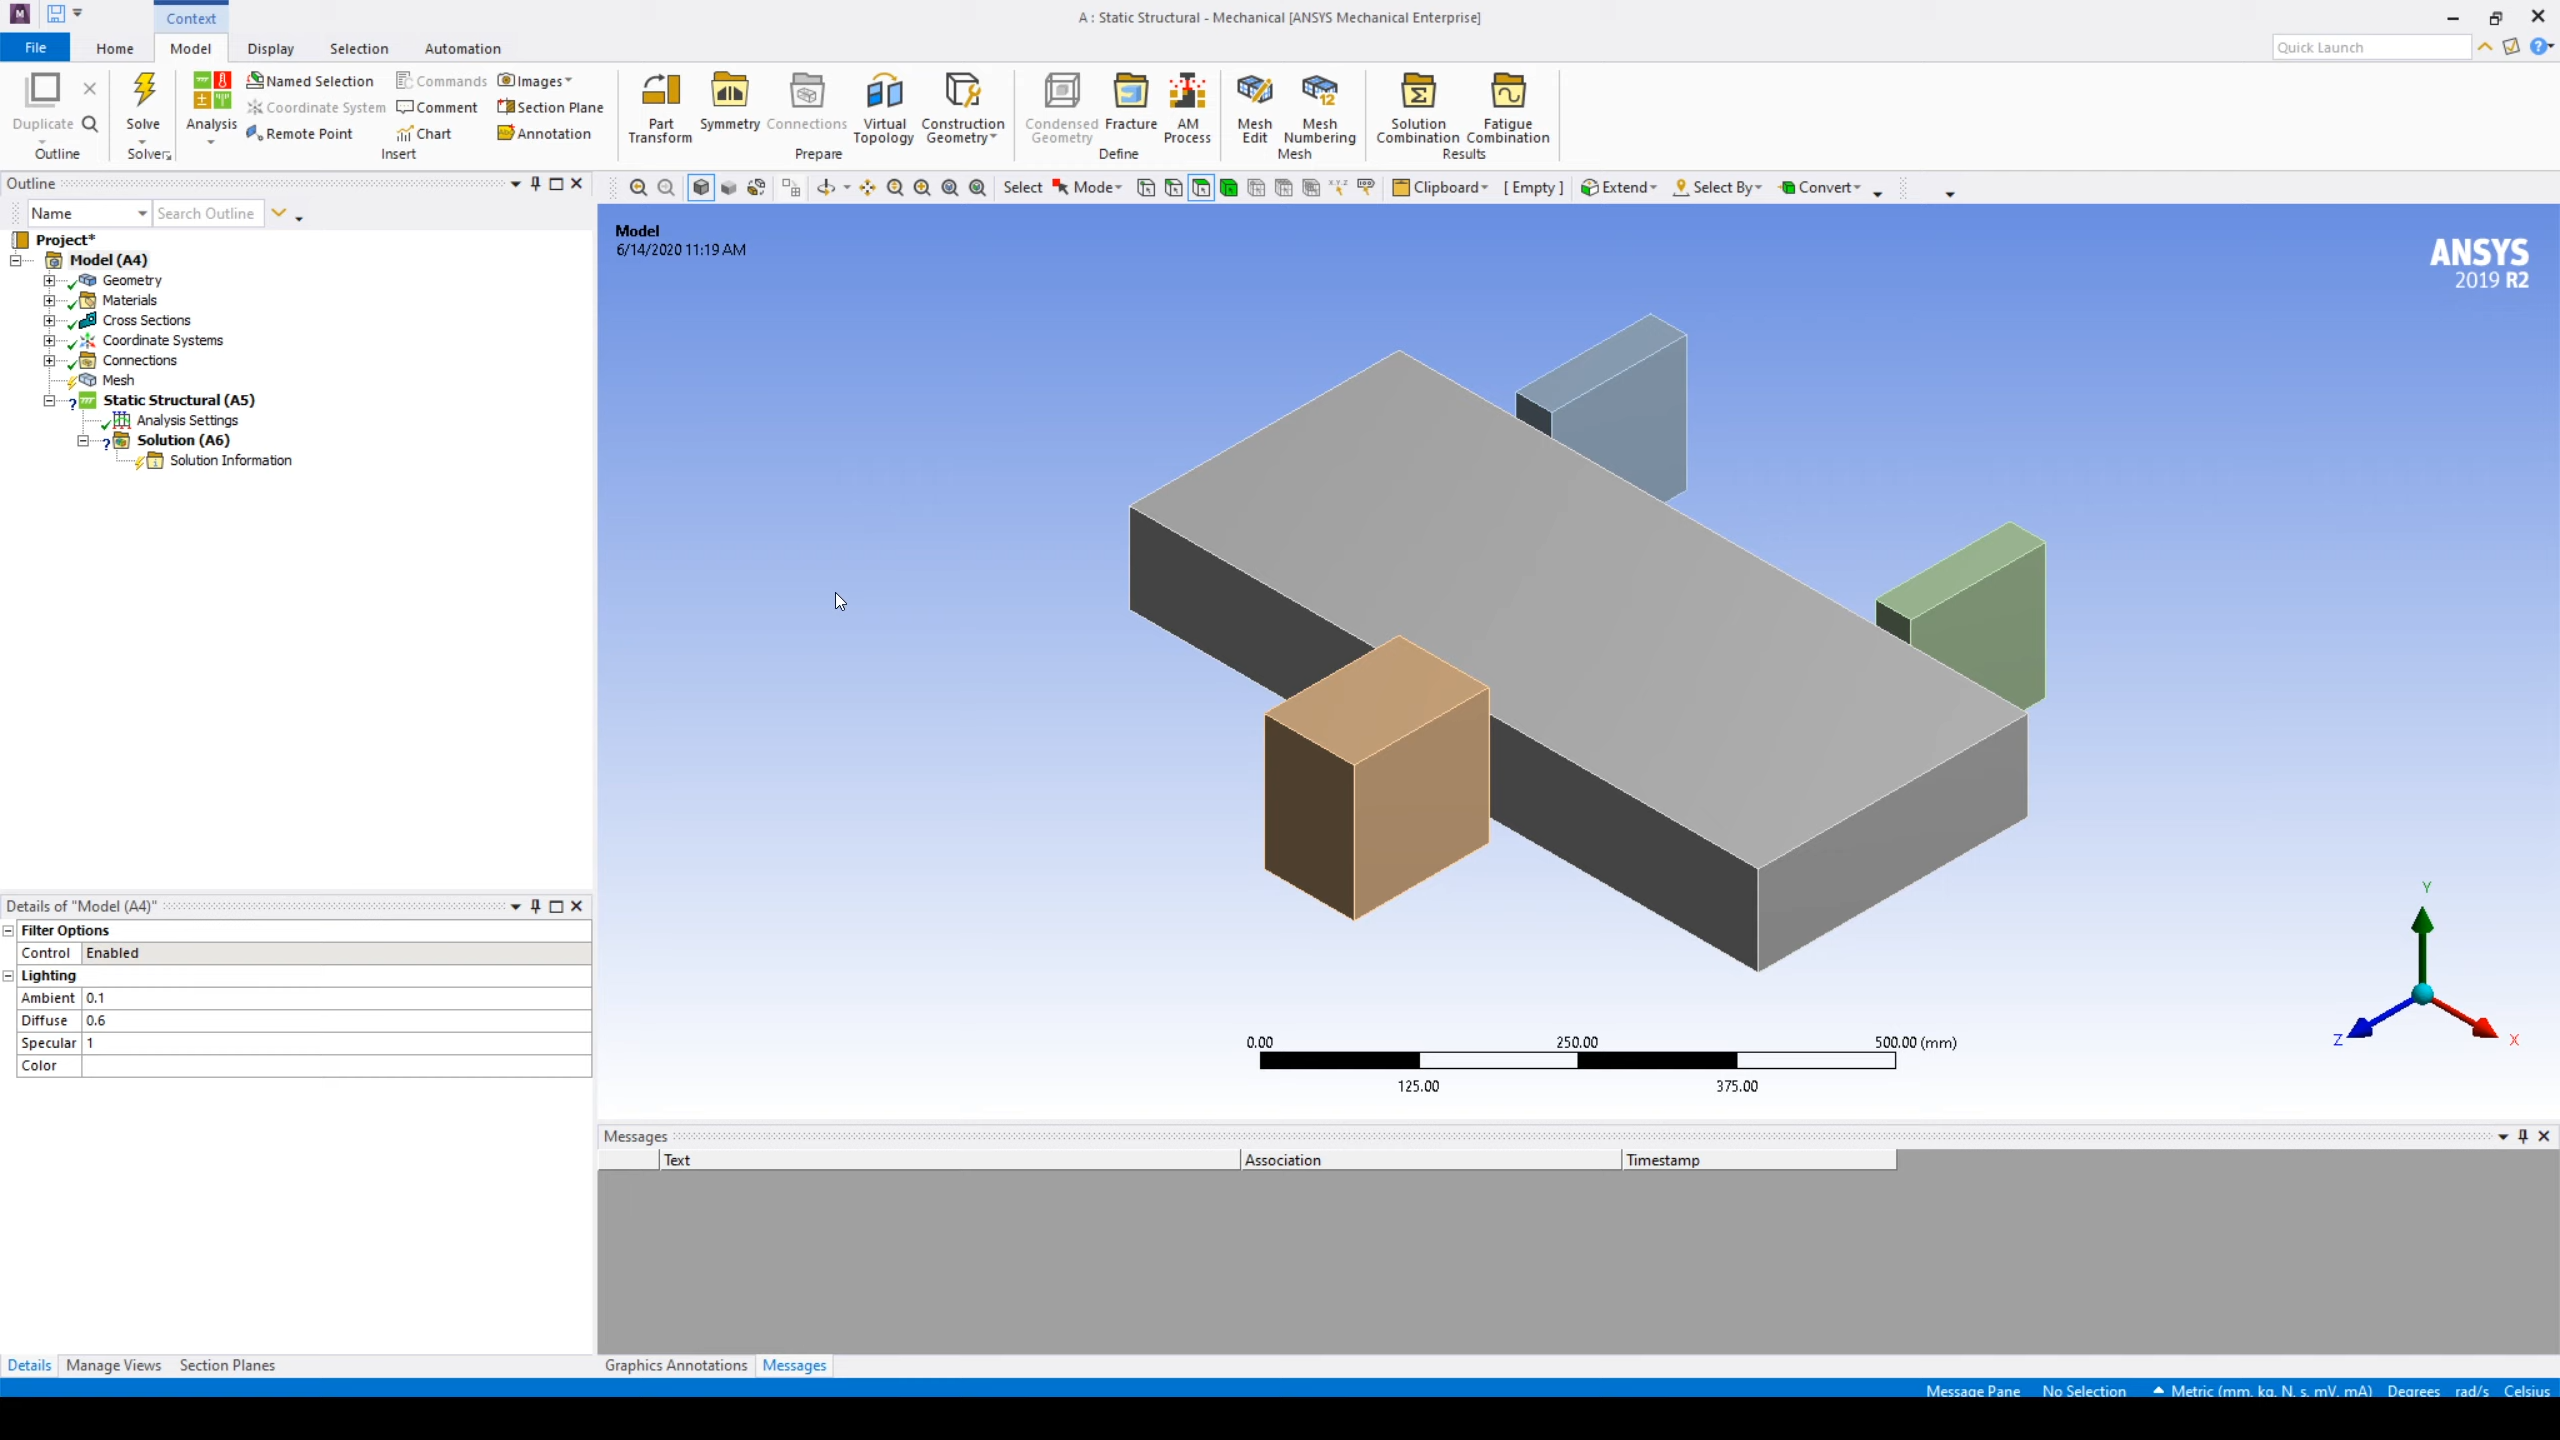 M
Context
A : Static Structural - Mechanical [ANSYS Mechanical Enterprise]
File Home Model Display Selection Automation
Quick Launch
Duplicate
Outline
Solve
Solver
Analysis
Named Selection
Coordinate System
Remote Point
Commands
Comment
Chart
Images
Section Plane
Annotation
Insert
Part Transform
Symmetry
Connections
Virtual Topology
Construction Geometry
Prepare
Condensed Geometry
Fracture
AM Process
Define
Mesh Edit
Mesh Numbering
Mesh
Solution Combination
Fatigue Combination
Results
Outline
Select Mode Clipboard [ Empty ] Extend Select By Convert
Name Search Outline
Project*
Model (A4)
Geometry
Materials
Cross Sections
Coordinate Systems
Connections
Mesh
Static Structural (A5)
Analysis Settings
Solution (A6)
Solution Information
Model
6/14/2020 11:19 AM
ANSYS
2019 R2
Y
Z
X
0.00 250.00 500.00 (mm)
125.00 375.00
Details of "Model (A4)"
Filter Options
Control Enabled
Lighting
Ambient 0.1
Diffuse 0.6
Specular 1
Color
Messages
Text Association Timestamp
Details Manage Views Section Planes
Graphics Annotations Messages
Message Pane No Selection Metric (mm, kg, N, s, mV, mA) Degrees rad/s Celsius